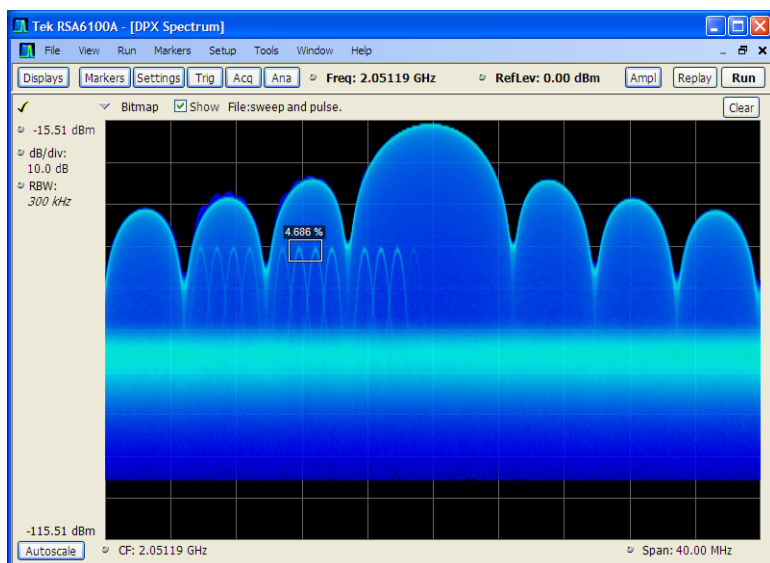 Tek RSA6100A - [DPX Spectrum]
File View Run Markers Setup Tools Window Help
Displays Markers Settings Trig Acq Ana Freq: 2.05119 GHz RefLev: 0.00 dBm Ampl Replay Run
Bitmap Show File:sweep and pulse. Clear
-15.51 dBm
dB/div:
10.0 dB
RBW:
300 kHz
4.686 %
-115.51 dBm
Autoscale CF: 2.05119 GHz Span: 40.00 MHz